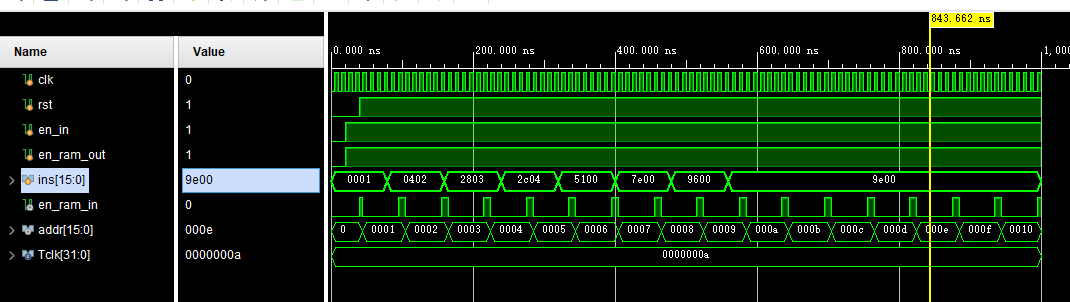 843.662 ns
Name Value 0.000 ns 200.000 ns 400.000 ns 600.000 ns 800. ns 1,0
clk 0
rst 1
en_in 1
en_ram_out 1
ins[15:0] 9e00 0001 0402 2803 2c04 5100 7e00 9600 9e00
en_ram_in 0
addr[15:0] 000e 0 0001 0002 0003 0004 0005 0006 0007 0008 0009 000a 000b 000c 000d 000e 000f 0010
Tclk[31:0] 0000000a 0000000a